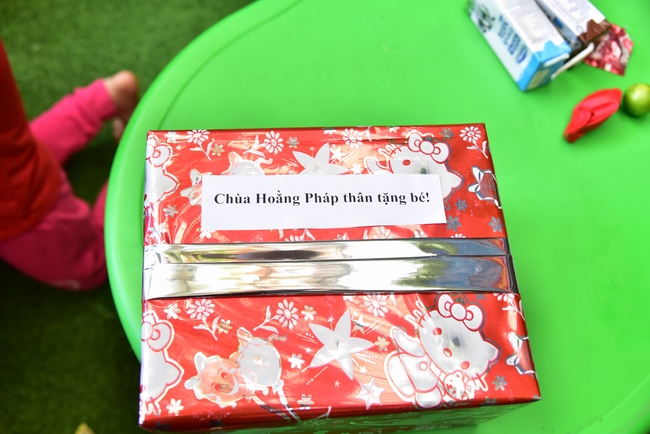 Chùa Hoằng Pháp thân tặng bé!